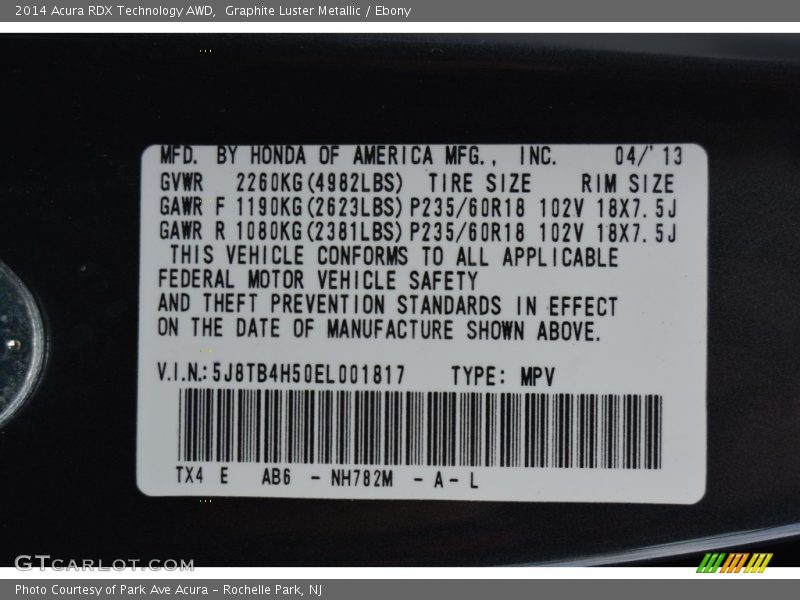 2014 Acura RDX Technology AWD,  Graphite Luster Metallic / Ebony
MFD. BY HONDA OF AMERICA MFG., INC. 04/'13
GVWR 2260KG(4982LBS) TIRE SIZE RIM SIZE
GAWR F 1190KG(2623LBS) P235/60R18 102V 18X7.5J
GAWR R 1080KG(2381LBS) P235/60R18 102V 18X7.5J
THIS VEHICLE CONFORMS TO ALL APPLICABLE
FEDERAL MOTOR VEHICLE SAFETY
AND THEFT PREVENTION STANDARDS IN EFFECT
ON THE DATE OF MANUFACTURE SHOWN ABOVE.
V.I.N.: 5J8TB4H50EL001817 TYPE: MPV
TX4 E AB6 - NH782M - A - L
GTCARLOT.COM
Photo Courtesy of Park Ave Acura - Rochelle Park, NJ